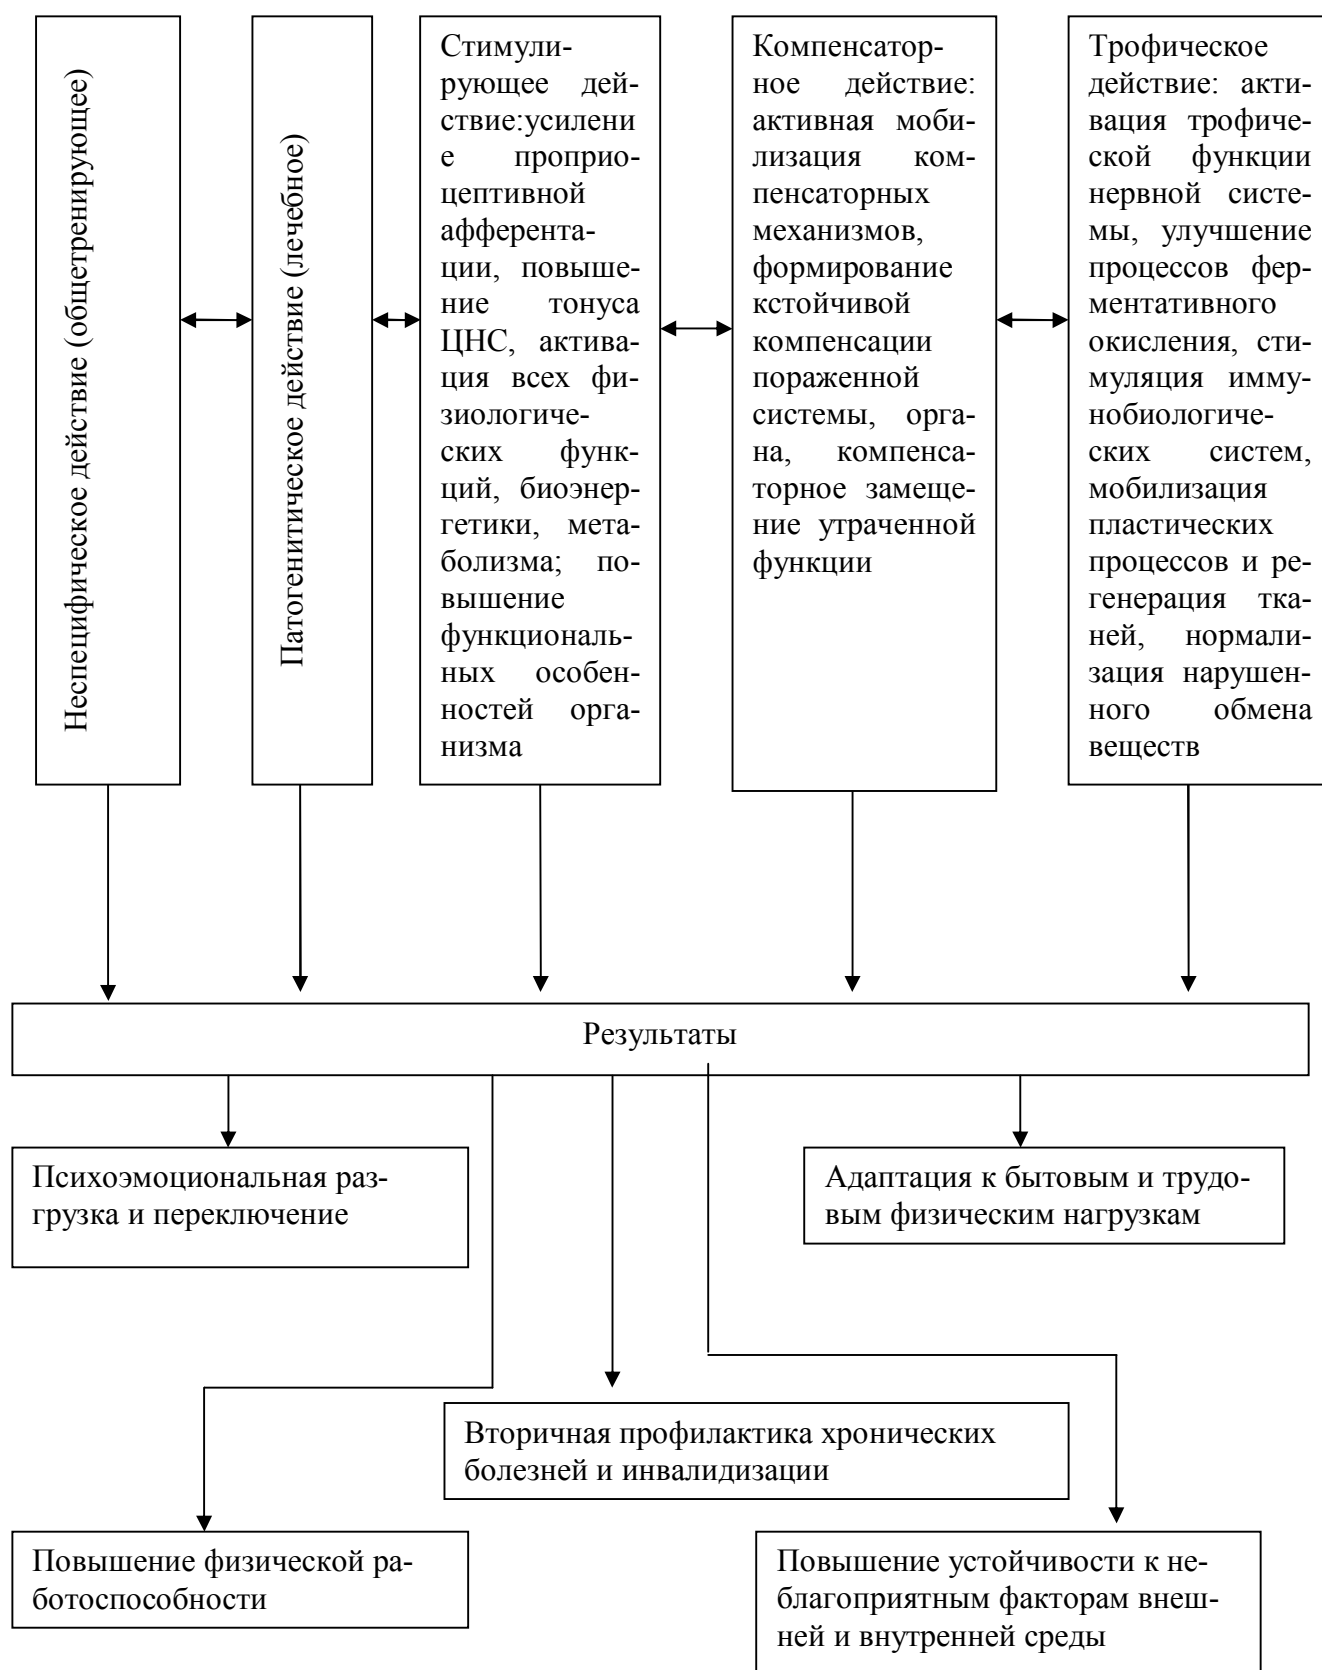 Неспецифическое действие (общетренирующее)
Патогенитическое действие (лечебное)
Стимули-
рующее дей-
ствие:усилени
е проприо-
цептивной
афферента-
ции, повыше-
ние тонуса
ЦНС, актива-
ция всех фи-
зиологиче-
ских функ-
ций, биоэнер-
гетики, мета-
болизма; по-
вышение
функциональ-
ных особен-
ностей орга-
низма
Компенсатор-
ное действие:
активная моби-
лизация ком-
пенсаторных
механизмов,
формирование
кстойчивой
компенсации
пораженной
системы, орга-
на, компенса-
торное замеще-
ние утраченной
функции
Трофическое
действие: акти-
вация трофиче-
ской функции
нервной систе-
мы, улучшение
процессов фер-
ментативного
окисления, сти-
муляция имму-
нобиологиче-
ских систем,
мобилизация
пластических
процессов и ре-
генерация тка-
ней, нормали-
зация нарушен-
ного обмена
веществ
Результаты
Психоэмоциональная раз-
грузка и переключение
Адаптация к бытовым и трудо-
вым физическим нагрузкам
Вторичная профилактика хронических
болезней и инвалидизации
Повышение физической ра-
ботоспособности
Повышение устойчивости к не-
благоприятным факторам внеш-
ней и внутренней среды